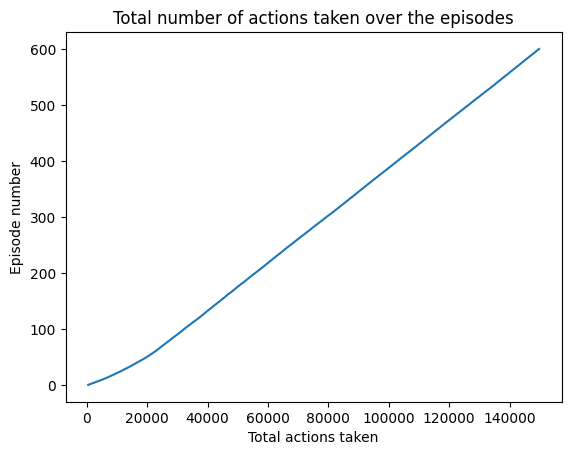 Total number of actions taken over the episodes
600
500
400
300
200
100
0
Episode number
0 20000 40000 60000 80000 100000 120000 140000
Total actions taken